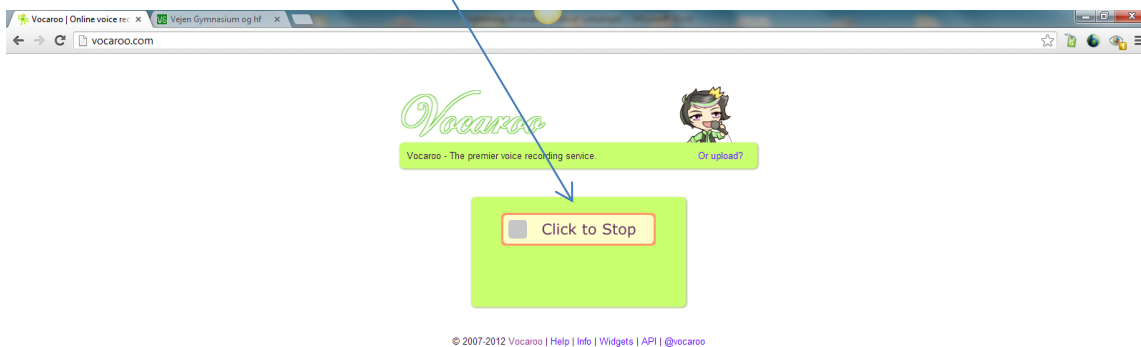 Vocaroo | Online voice rec
Vejen Gymnasium og hf
vocaroo.com
Vocaroo
Vocaroo - The premier voice recording service.
Or upload?
Click to Stop
© 2007-2012 Vocaroo | Help | Info | Widgets | API | @vocaroo